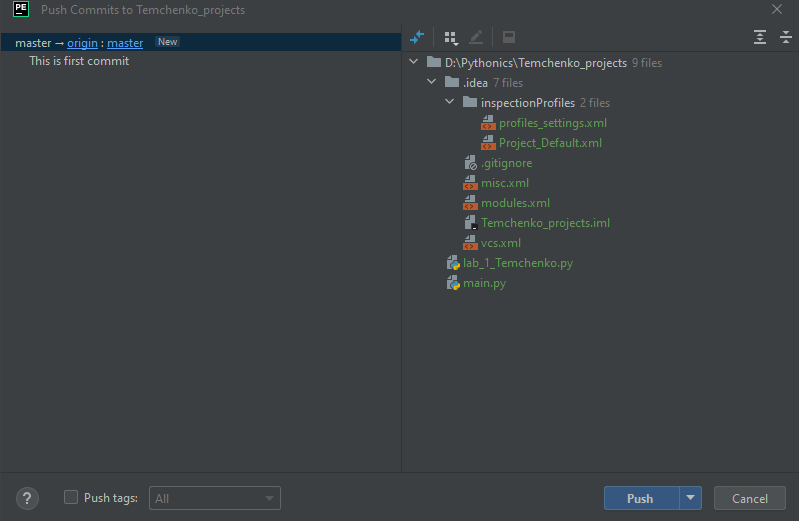 PE
Push Commits to Temchenko_projects
master → origin : master New
This is first commit
D:\Pythonics\Temchenko_projects 9 files
.idea 7 files
inspectionProfiles 2 files
profiles_settings.xml
Project_Default.xml
.gitignore
misc.xml
modules.xml
Temchenko_projects.iml
vcs.xml
lab_1_Temchenko.py
main.py
? Push tags: All Push Cancel